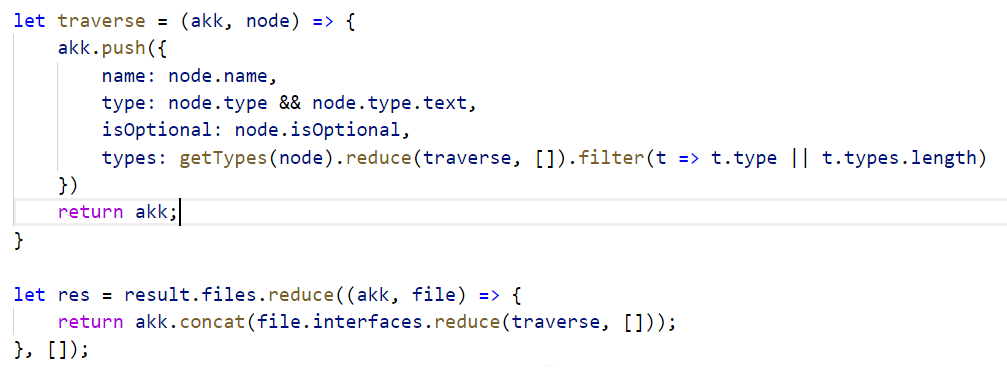 let traverse = (akk, node) => {
    akk.push({
        name: node.name,
        type: node.type && node.type.text,
        isOptional: node.isOptional,
        types: getTypes(node).reduce(traverse, []).filter(t => t.type || t.types.length)
    })
    return akk;
}

let res = result.files.reduce((akk, file) => {
    return akk.concat(file.interfaces.reduce(traverse, []));
}, []);